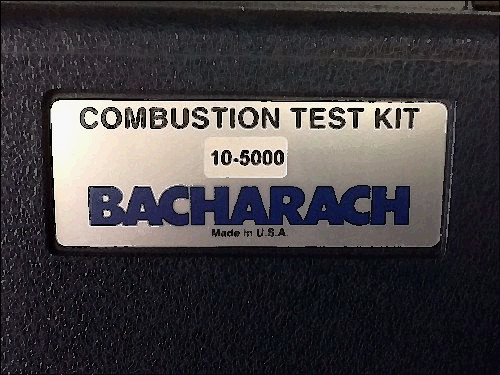 COMBUSTION TEST KIT
10-5000
BACHARACH
Made in U.S.A.